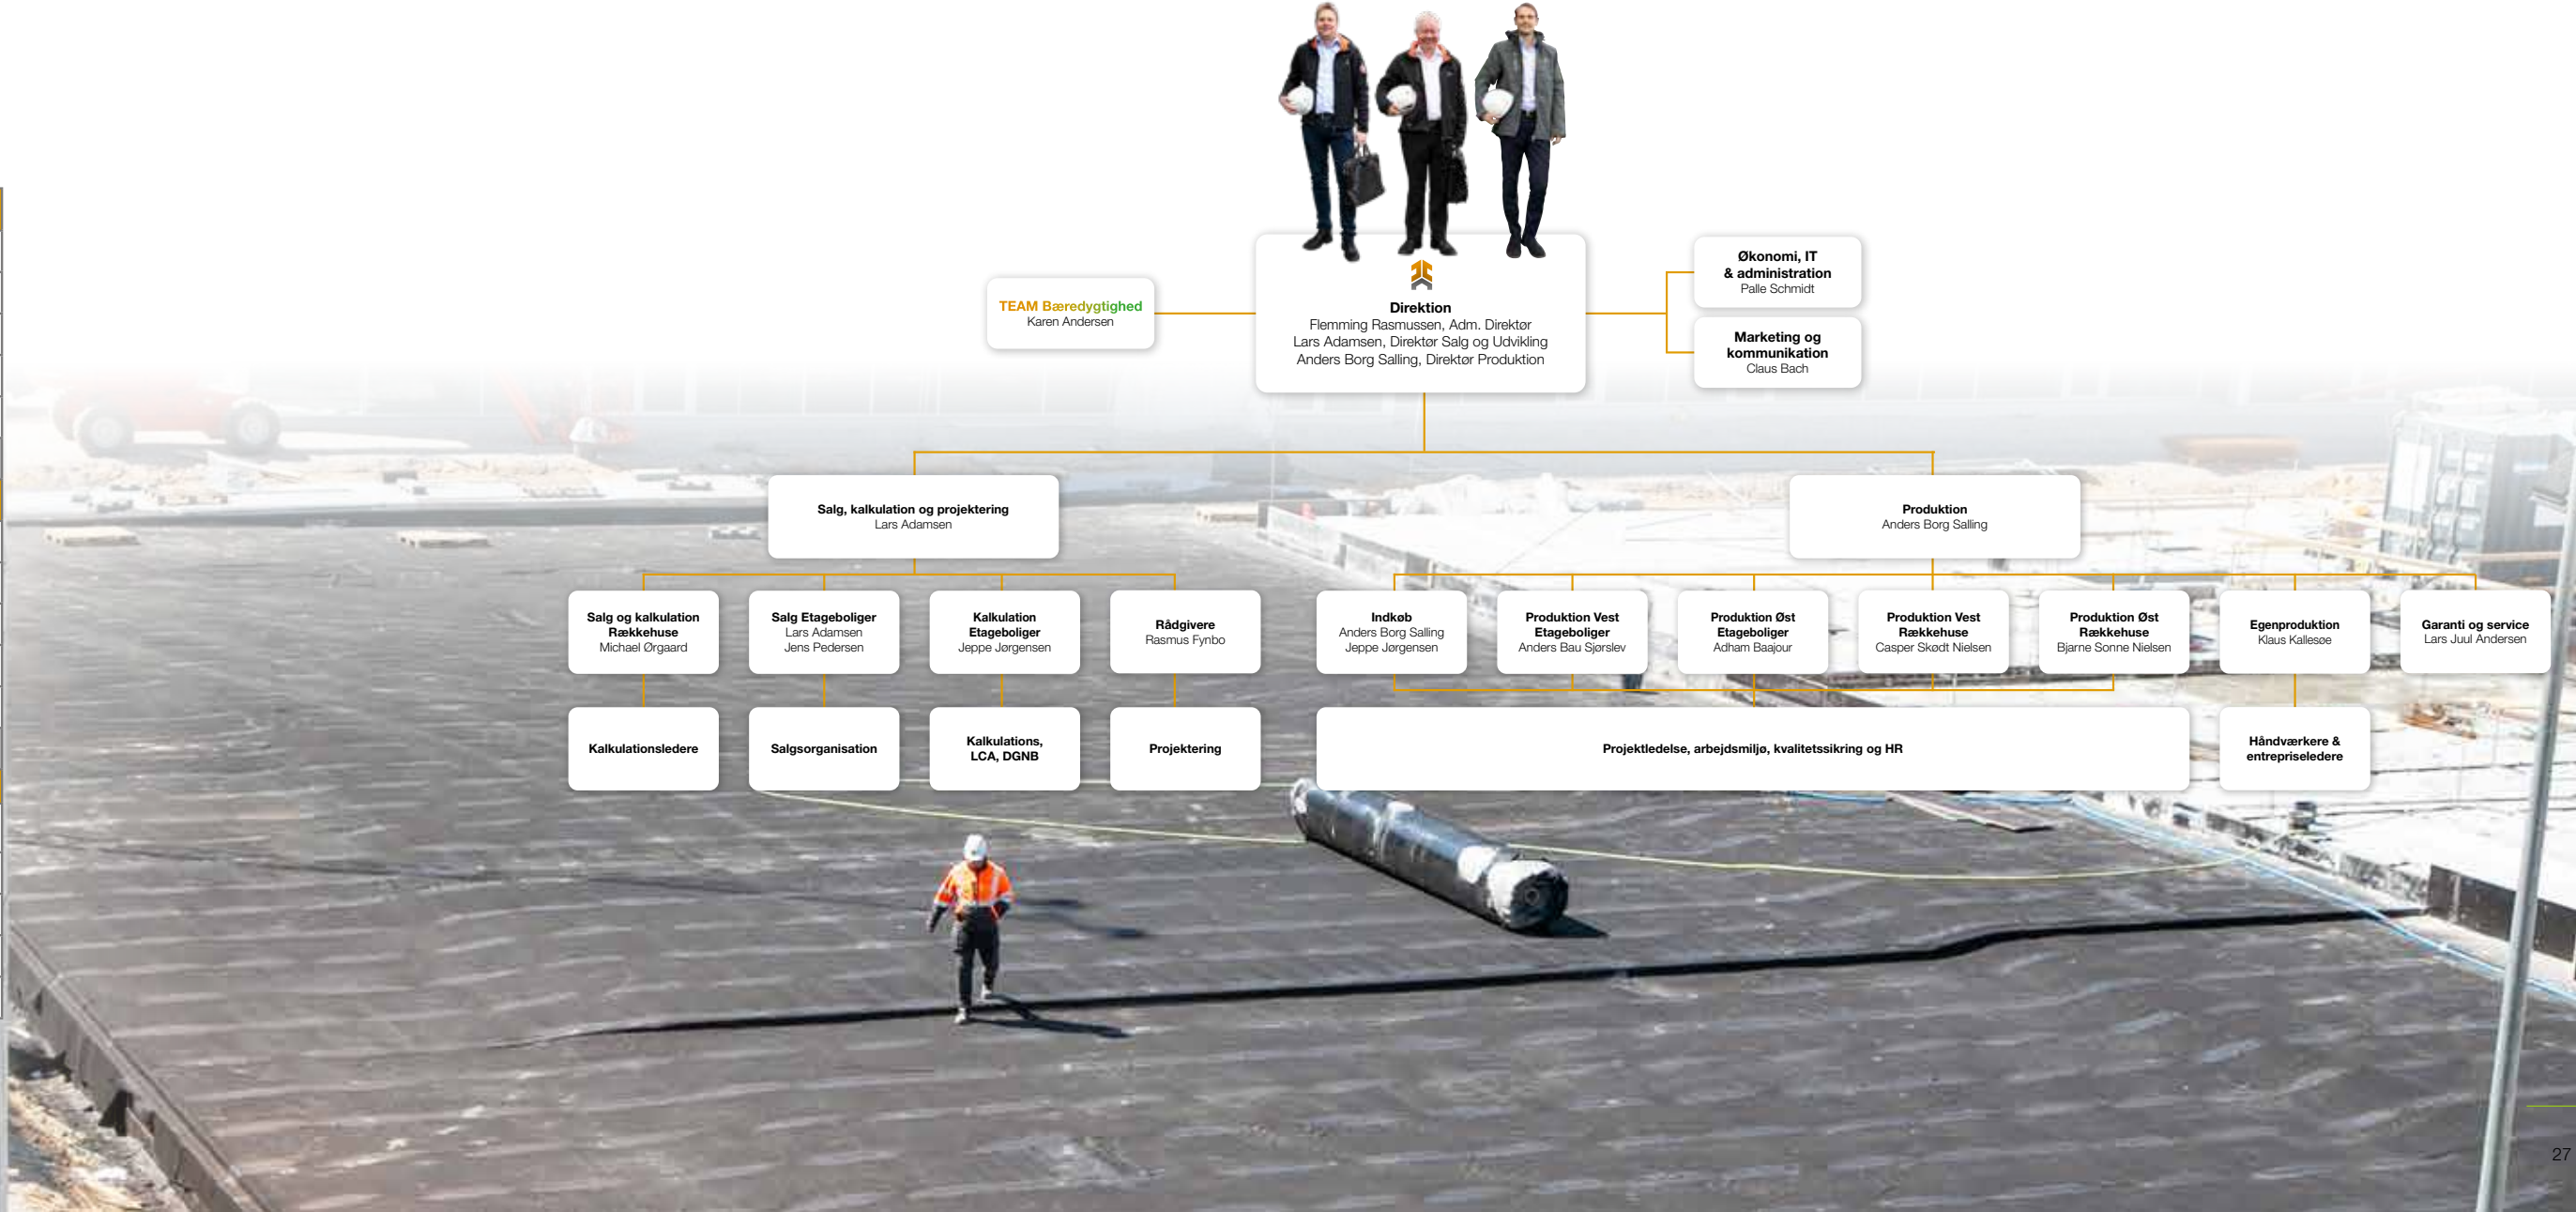 TEAM Bæredygtighed
Karen Andersen
Direktion
Flemming Rasmussen, Adm. Direktør
Lars Adamsen, Direktør Salg og Udvikling
Anders Borg Salling, Direktør Produktion
Økonomi, IT
& administration
Palle Schmidt
Marketing og
kommunikation
Claus Bach
Salg, kalkulation og projektering
Lars Adamsen
Produktion
Anders Borg Salling
Salg og kalkulation
Rækkehuse
Michael Ørgaard
Salg Etageboliger
Lars Adamsen
Jens Pedersen
Kalkulation
Etageboliger
Jeppe Jørgensen
Rådgivere
Rasmus Fynbo
Indkøb
Anders Borg Salling
Jeppe Jørgensen
Produktion Vest
Etageboliger
Anders Bau Sjørslev
Produktion Øst
Etageboliger
Adham Baajour
Produktion Vest
Rækkehuse
Casper Skødt Nielsen
Produktion Øst
Rækkehuse
Bjarne Sonne Nielsen
Egenproduktion
Klaus Kallesøe
Garanti og service
Lars Juul Andersen
Kalkulationsledere
Salgsorganisation
Kalkulations,
LCA, DGNB
Projektering
Projektledelse, arbejdsmiljø, kvalitetssikring og HR
Håndværkere &
entrepriseledere
27